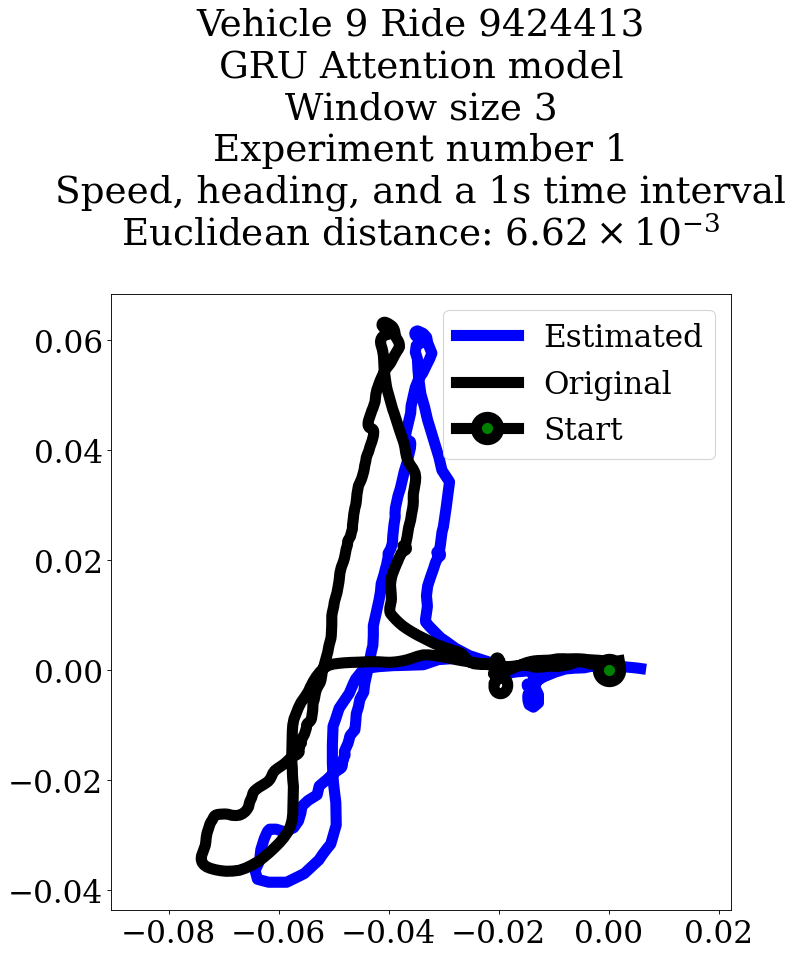 Vehicle 9 Ride 9424413
GRU Attention model
Window size 3
Experiment number 1
Speed, heading, and a 1s time interval
Euclidean distance: 6.62 × 10⁻³
Estimated
Original
Start
0.06
0.04
0.02
0.00
−0.02
−0.04
−0.08 −0.06 −0.04 −0.02 0.00 0.02